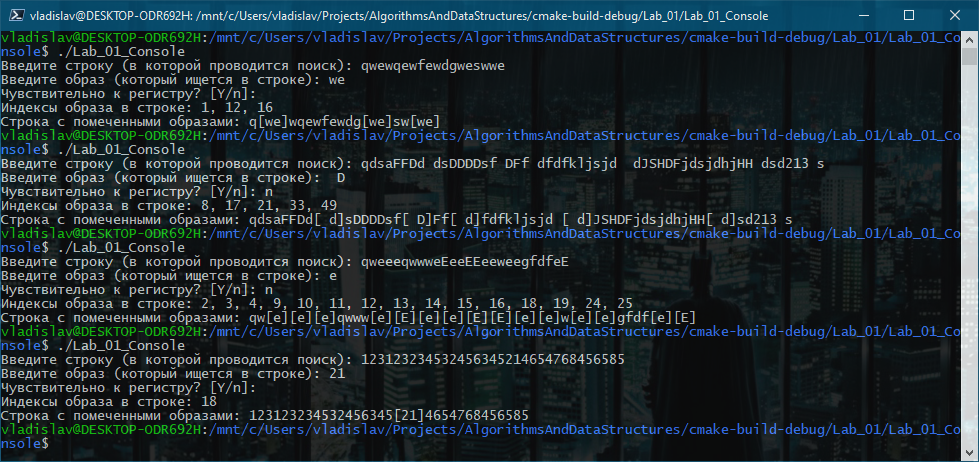 vladislav@DESKTOP-ODR692H: /mnt/c/Users/vladislav/Projects/AlgorithmsAndDataStructures/cmake-build-debug/Lab_01/Lab_01_Console
vladislav@DESKTOP-ODR692H:/mnt/c/Users/vladislav/Projects/AlgorithmsAndDataStructures/cmake-build-debug/Lab_01/Lab_01_Co
nsole$ ./Lab_01_Console
Введите строку (в которой проводится поиск): qwewqewfewdgweswwe
Введите образ (который ищется в строке): we
Чувствительно к регистру? [Y/n]:
Индексы образа в строке: 1, 12, 16
Строка с помеченными образами: q[we]wqewfewdg[we]sw[we]
vladislav@DESKTOP-ODR692H:/mnt/c/Users/vladislav/Projects/AlgorithmsAndDataStructures/cmake-build-debug/Lab_01/Lab_01_Co
nsole$ ./Lab_01_Console
Введите строку (в которой проводится поиск): qdsaFFDd dsDDDDsf DFf dfdfkljsjd  dJSHDFjdsjdhjHH dsd213 s
Введите образ (который ищется в строке):  D
Чувствительно к регистру? [Y/n]: n
Индексы образа в строке: 8, 17, 21, 33, 49
Строка с помеченными образами: qdsaFFDd[ d]sDDDDsf[ D]Ff[ d]fdfkljsjd [ d]JSHDFjdsjdhjHH[ d]sd213 s
vladislav@DESKTOP-ODR692H:/mnt/c/Users/vladislav/Projects/AlgorithmsAndDataStructures/cmake-build-debug/Lab_01/Lab_01_Co
nsole$ ./Lab_01_Console
Введите строку (в которой проводится поиск): qweeeqwwweEeeEEeeweegfdfeE
Введите образ (который ищется в строке): e
Чувствительно к регистру? [Y/n]: n
Индексы образа в строке: 2, 3, 4, 9, 10, 11, 12, 13, 14, 15, 16, 18, 19, 24, 25
Строка с помеченными образами: qw[e][e][e]qwww[e][E][e][e][E][E][e][e]w[e][e]gfdf[e][E]
vladislav@DESKTOP-ODR692H:/mnt/c/Users/vladislav/Projects/AlgorithmsAndDataStructures/cmake-build-debug/Lab_01/Lab_01_Co
nsole$ ./Lab_01_Console
Введите строку (в которой проводится поиск): 1231232345324563452146547684 56585
Введите образ (который ищется в строке): 21
Чувствительно к регистру? [Y/n]:
Индексы образа в строке: 18
Строка с помеченными образами: 123123234532456345[21]4654768456585
vladislav@DESKTOP-ODR692H:/mnt/c/Users/vladislav/Projects/AlgorithmsAndDataStructures/cmake-build-debug/Lab_01/Lab_01_Co
nsole$